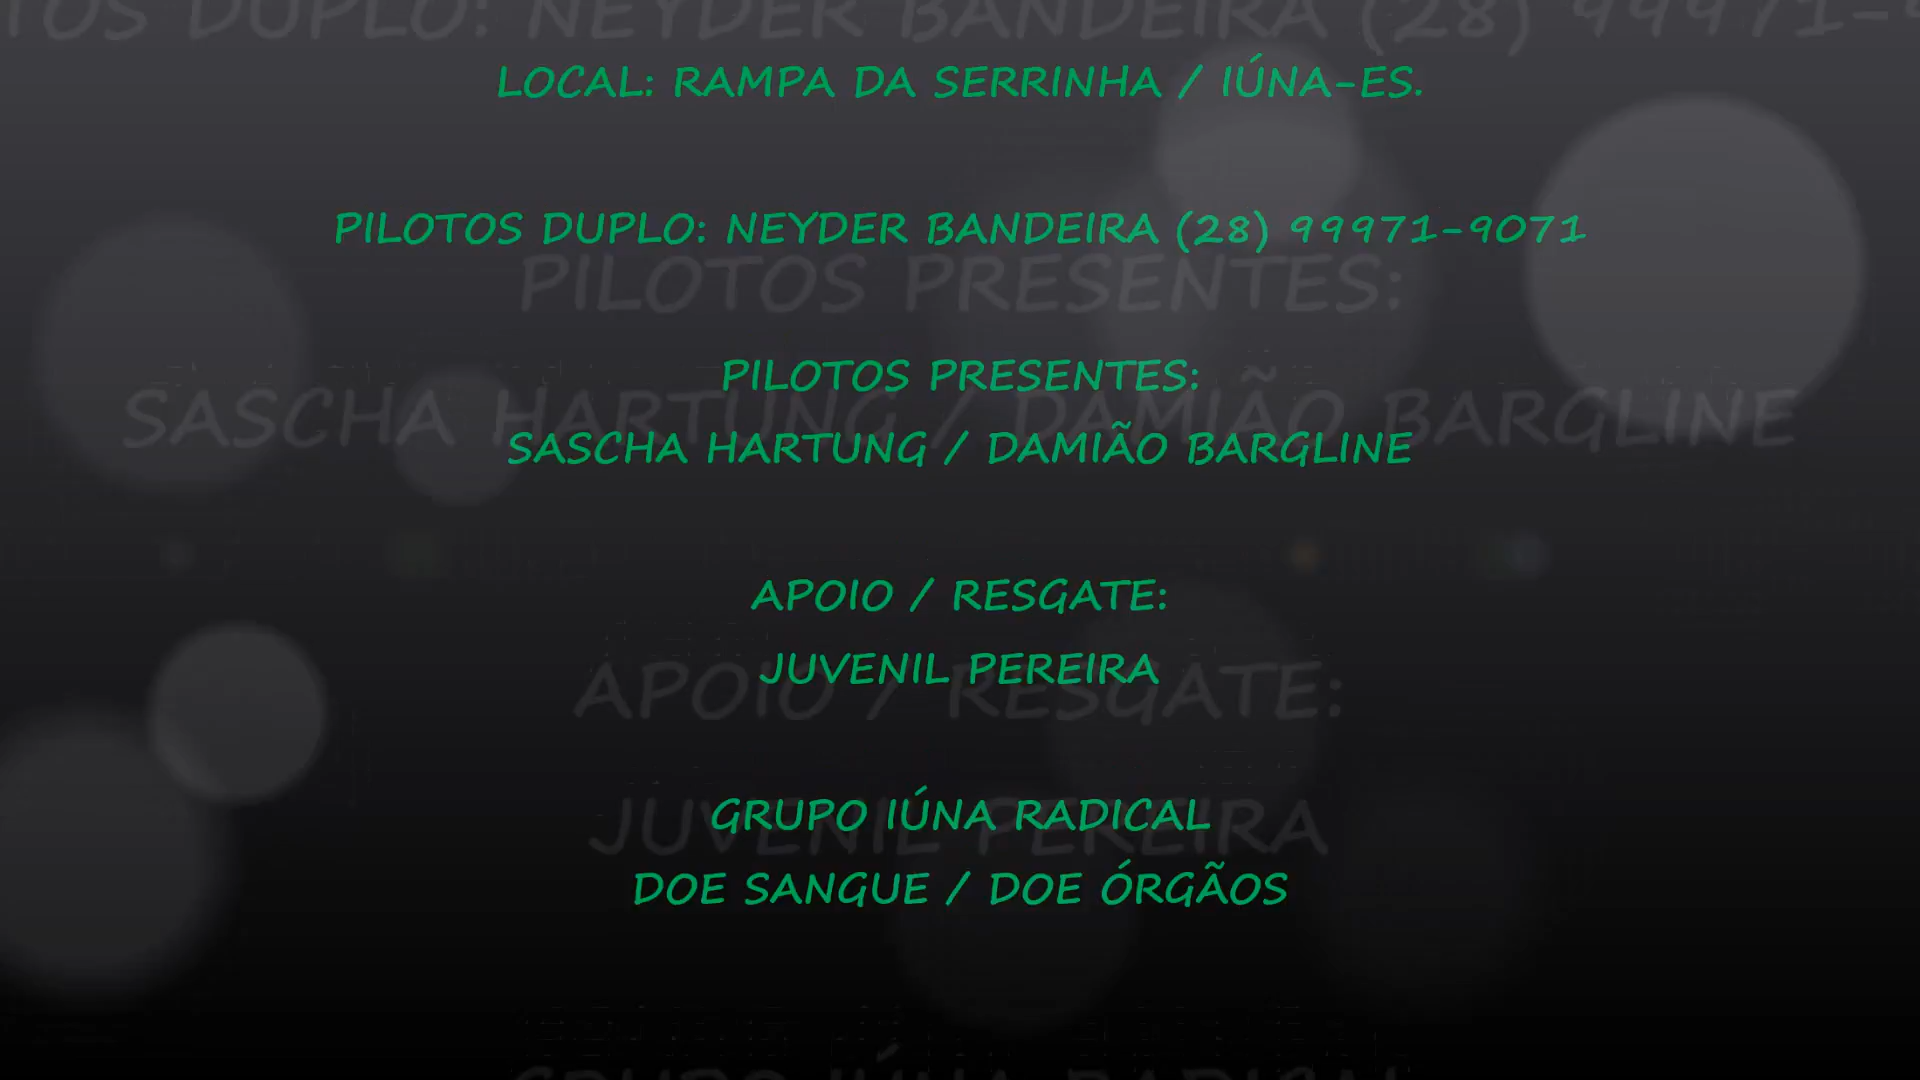 LOCAL: RAMPA DA SERRINHA / IÚNA-ES.
PILOTOS DUPLO: NEYDER BANDEIRA (28) 99971-9071
PILOTOS PRESENTES:
SASCHA HARTUNG / DAMIÃO BARGLINE
APOIO / RESGATE:
JUVENIL PEREIRA
GRUPO IÚNA RADICAL
DOE SANGUE / DOE ÓRGÃOS